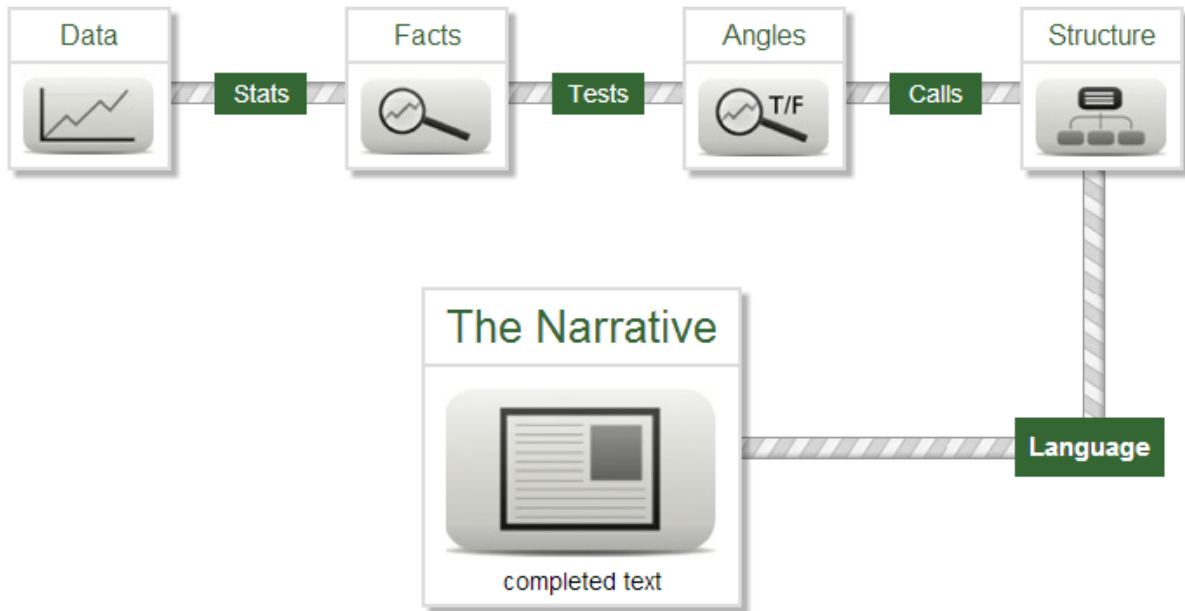 Data
Stats
Facts
Tests
Angles
T/F
Calls
Structure
Language
The Narrative
completed text